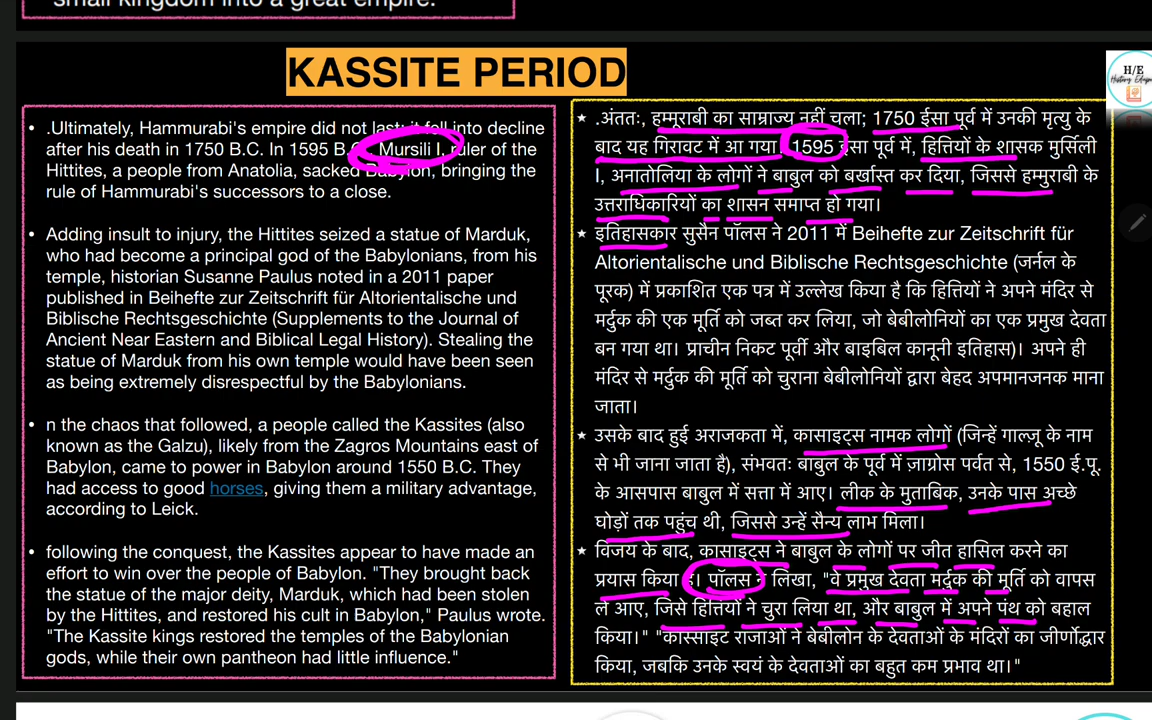 small kingdom into a great empire.
KASSITE PERIOD
H/E
.Ultimately, Hammurabi's empire did not last; it fell into decline
after his death in 1750 B.C. In 1595 B.C., Mursili I, ruler of the
Hittites, a people from Anatolia, sacked Babylon, bringing the
rule of Hammurabi's successors to a close.
Adding insult to injury, the Hittites seized a statue of Marduk,
who had become a principal god of the Babylonians, from his
temple, historian Susanne Paulus noted in a 2011 paper
published in Beihefte zur Zeitschrift für Altorientalische und
Biblische Rechtsgeschichte (Supplements to the Journal of
Ancient Near Eastern and Biblical Legal History). Stealing the
statue of Marduk from his own temple would have been seen
as being extremely disrespectful by the Babylonians.
n the chaos that followed, a people called the Kassites (also
known as the Galzu), likely from the Zagros Mountains east of
Babylon, came to power in Babylon around 1550 B.C. They
had access to good horses, giving them a military advantage,
according to Leick.
following the conquest, the Kassites appear to have made an
effort to win over the people of Babylon. "They brought back
the statue of the major deity, Marduk, which had been stolen
by the Hittites, and restored his cult in Babylon," Paulus wrote.
"The Kassite kings restored the temples of the Babylonian
gods, while their own pantheon had little influence."
.अंततः, हम्मूराबी का साम्राज्य नहीं चला; 1750 ईसा पूर्व में उनकी मृत्यु के
बाद यह गिरावट में आ गया 1595 ईसा पूर्व में, हित्तियों के शासक मुर्सिली
I, अनातोलिया के लोगों ने बाबुल को बर्खास्त कर दिया, जिससे हम्मुराबी के
उत्तराधिकारियों का शासन समाप्त हो गया।
इतिहासकार सुसैन पॉलस ने 2011 में Beihefte zur Zeitschrift für
Altorientalische und Biblische Rechtsgeschichte (जर्नल के
पूरक) में प्रकाशित एक पत्र में उल्लेख किया है कि हित्तियों ने अपने मंदिर से
मर्दुक की एक मूर्ति को जब्त कर लिया, जो बेबीलोनियों का एक प्रमुख देवता
बन गया था। प्राचीन निकट पूर्वी और बाइबिल कानूनी इतिहास)। अपने ही
मंदिर से मर्दुक की मूर्ति को चुराना बेबीलोनियों द्वारा बेहद अपमानजनक माना
जाता।
उसके बाद हुई अराजकता में, कासाइट्स नामक लोगों (जिन्हें गाल्ज़ू के नाम
से भी जाना जाता है), संभवतः बाबुल के पूर्व में ज़ाग्रोस पर्वत से, 1550 ई.पू.
के आसपास बाबुल में सत्ता में आए। लीक के मुताबिक, उनके पास अच्छे
घोड़ों तक पहुंच थी, जिससे उन्हें सैन्य लाभ मिला।
विजय के बाद, कासाइट्स ने बाबुल के लोगों पर जीत हासिल करने का
प्रयास किया है। पॉलस ने लिखा, "वे प्रमुख देवता मर्दुक की मूर्ति को वापस
ले आए, जिसे हित्तियों ने चुरा लिया था, और बाबुल में अपने पंथ को बहाल
किया।" "कास्साइट राजाओं ने बेबीलोन के देवताओं के मंदिरों का जीर्णोद्धार
किया, जबकि उनके स्वयं के देवताओं का बहुत कम प्रभाव था।"